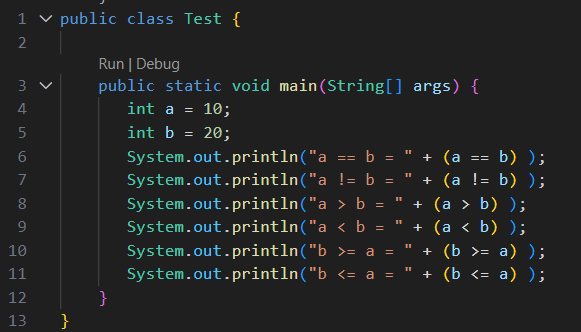 1 public class Test {
2
Run | Debug
3 public static void main(String[] args) {
4 int a = 10;
5 int b = 20;
6 System.out.println("a == b = " + (a == b) );
7 System.out.println("a != b = " + (a != b) );
8 System.out.println("a > b = " + (a > b) );
9 System.out.println("a < b = " + (a < b) );
10 System.out.println("b >= a = " + (b >= a) );
11 System.out.println("b <= a = " + (b <= a) );
12 }
13 }